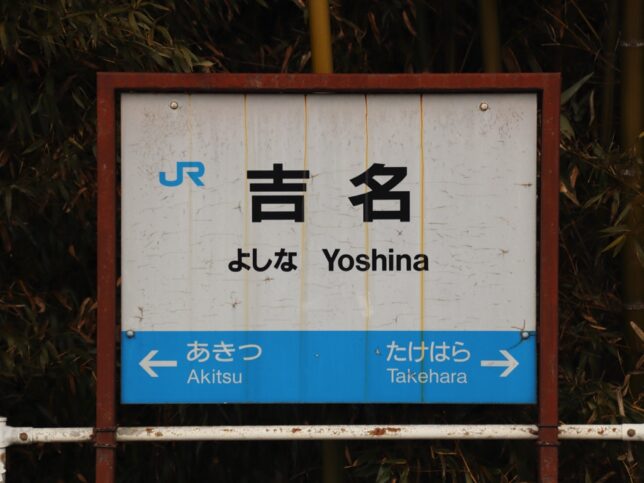 JR 吉名
よしな Yoshina
← あきつ たけはら →
Akitsu Takehara